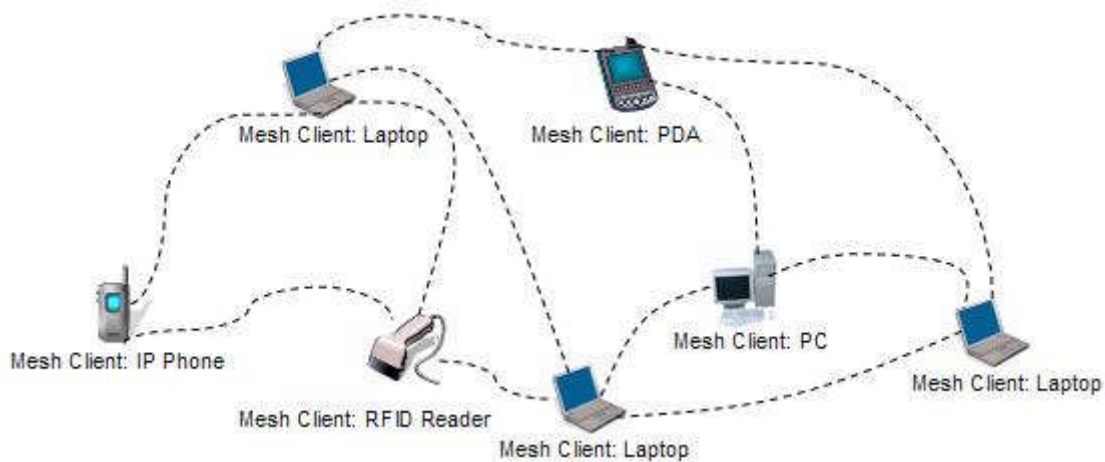 Mesh Client: Laptop
Mesh Client: PDA
Mesh Client: IP Phone
Mesh Client: PC
Mesh Client: Laptop
Mesh Client: RFID Reader
Mesh Client: Laptop